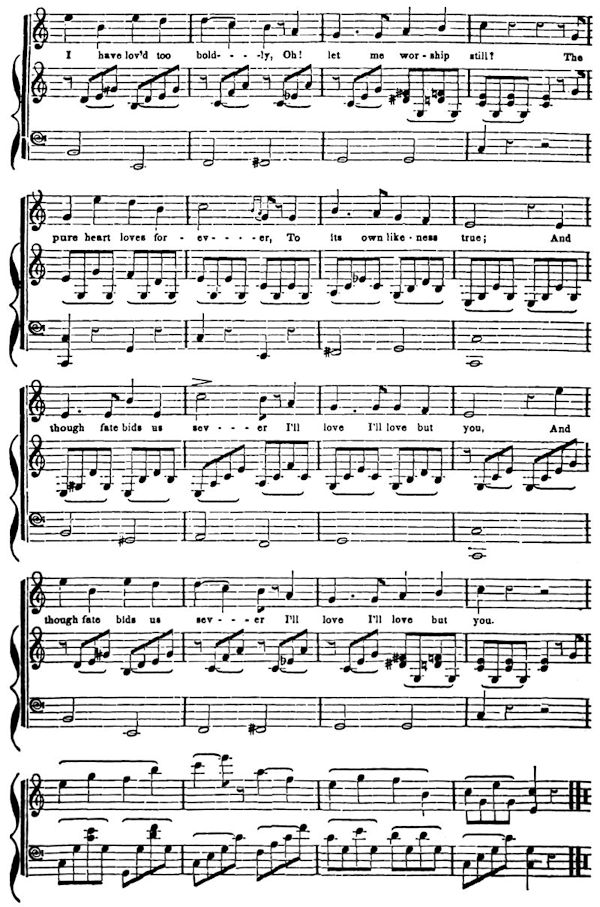 I have lov'd too bold- - - -ly, Oh! let me wor-ship still? The
pure heart loves for-ev- - - -er, To its own like-ness true; And
though fate bids us sev- - - -er I'll love I'll love but you, And
though fate bids us sev- - - -er I'll love I'll love but you.